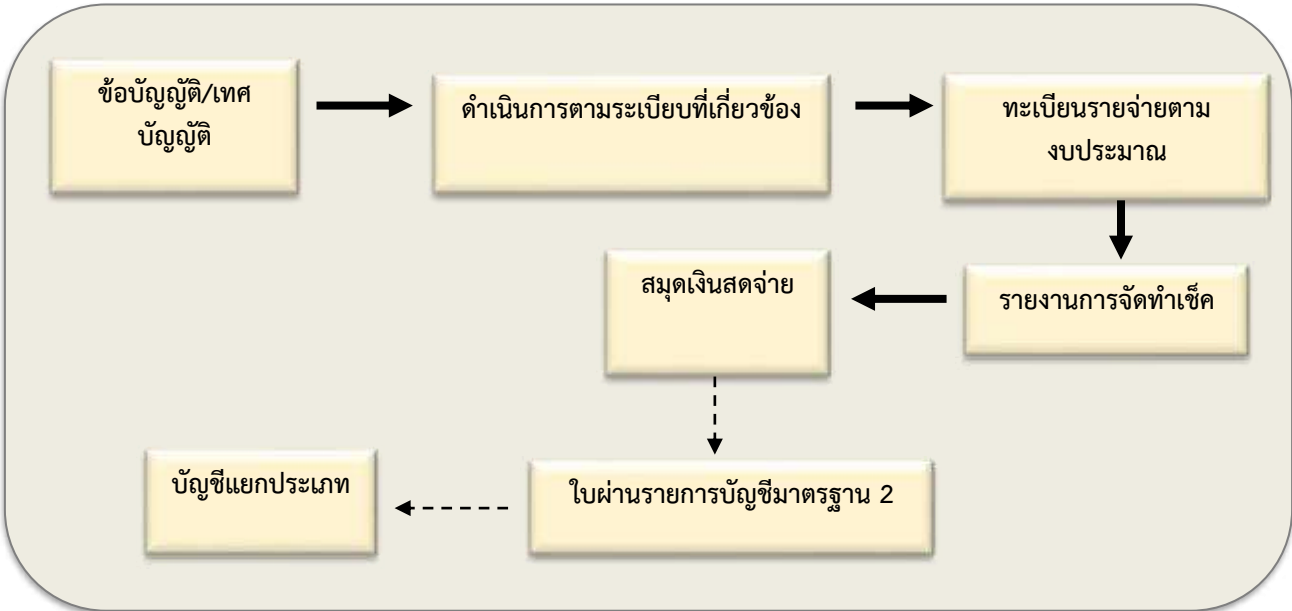 ข้อบัญญัติ/เทศ
บัญญัติ
ดำเนินการตามระเบียบที่เกี่ยวข้อง
ทะเบียนรายจ่ายตาม
งบประมาณ
รายงานการจัดทำเช็ค
สมุดเงินสดจ่าย
ใบผ่านรายการบัญชีมาตรฐาน 2
บัญชีแยกประเภท